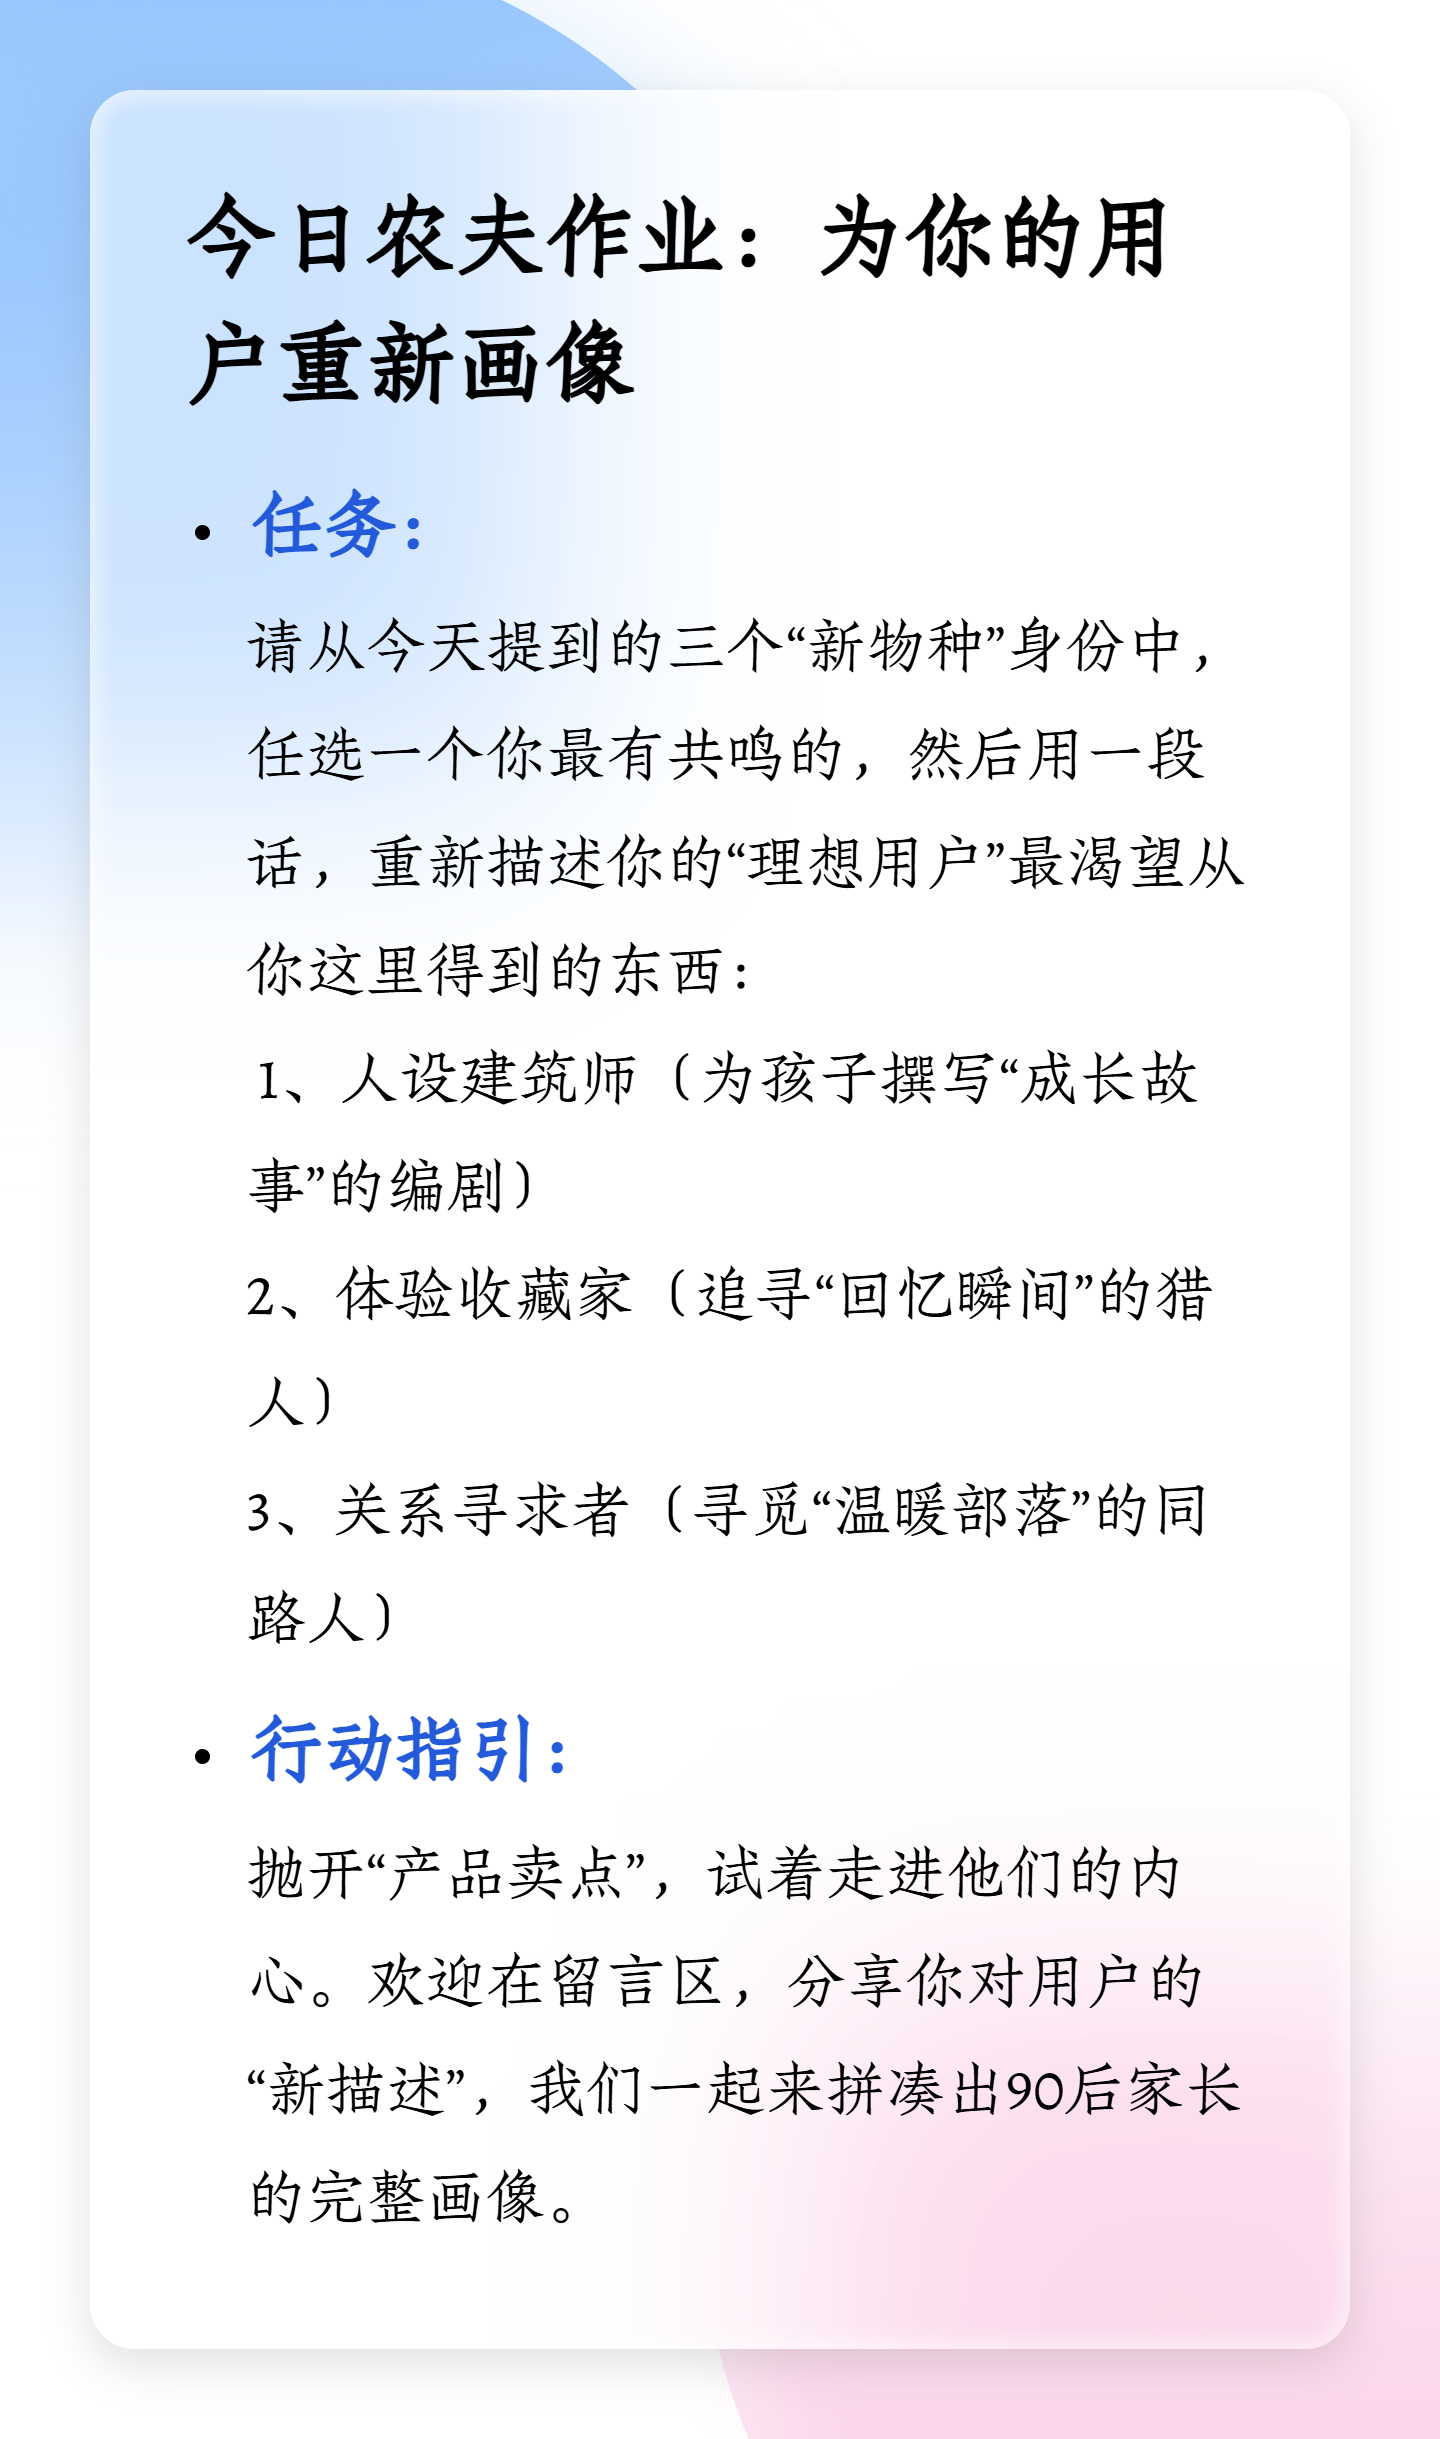 今日农夫作业：为你的用
户重新画像
• 任务：
请从今天提到的三个“新物种”身份中，
任选一个你最有共鸣的，然后用一段
话，重新描述你的“理想用户”最渴望从
你这里得到的东西：
1、人设建筑师（为孩子撰写“成长故
事”的编剧）
2、体验收藏家（追寻“回忆瞬间”的猎
人）
3、关系寻求者（寻觅“温暖部落”的同
路人）
• 行动指引：
抛开“产品卖点”，试着走进他们的内
心。欢迎在留言区，分享你对用户的
“新描述”，我们一起来拼凑出90后家长
的完整画像。